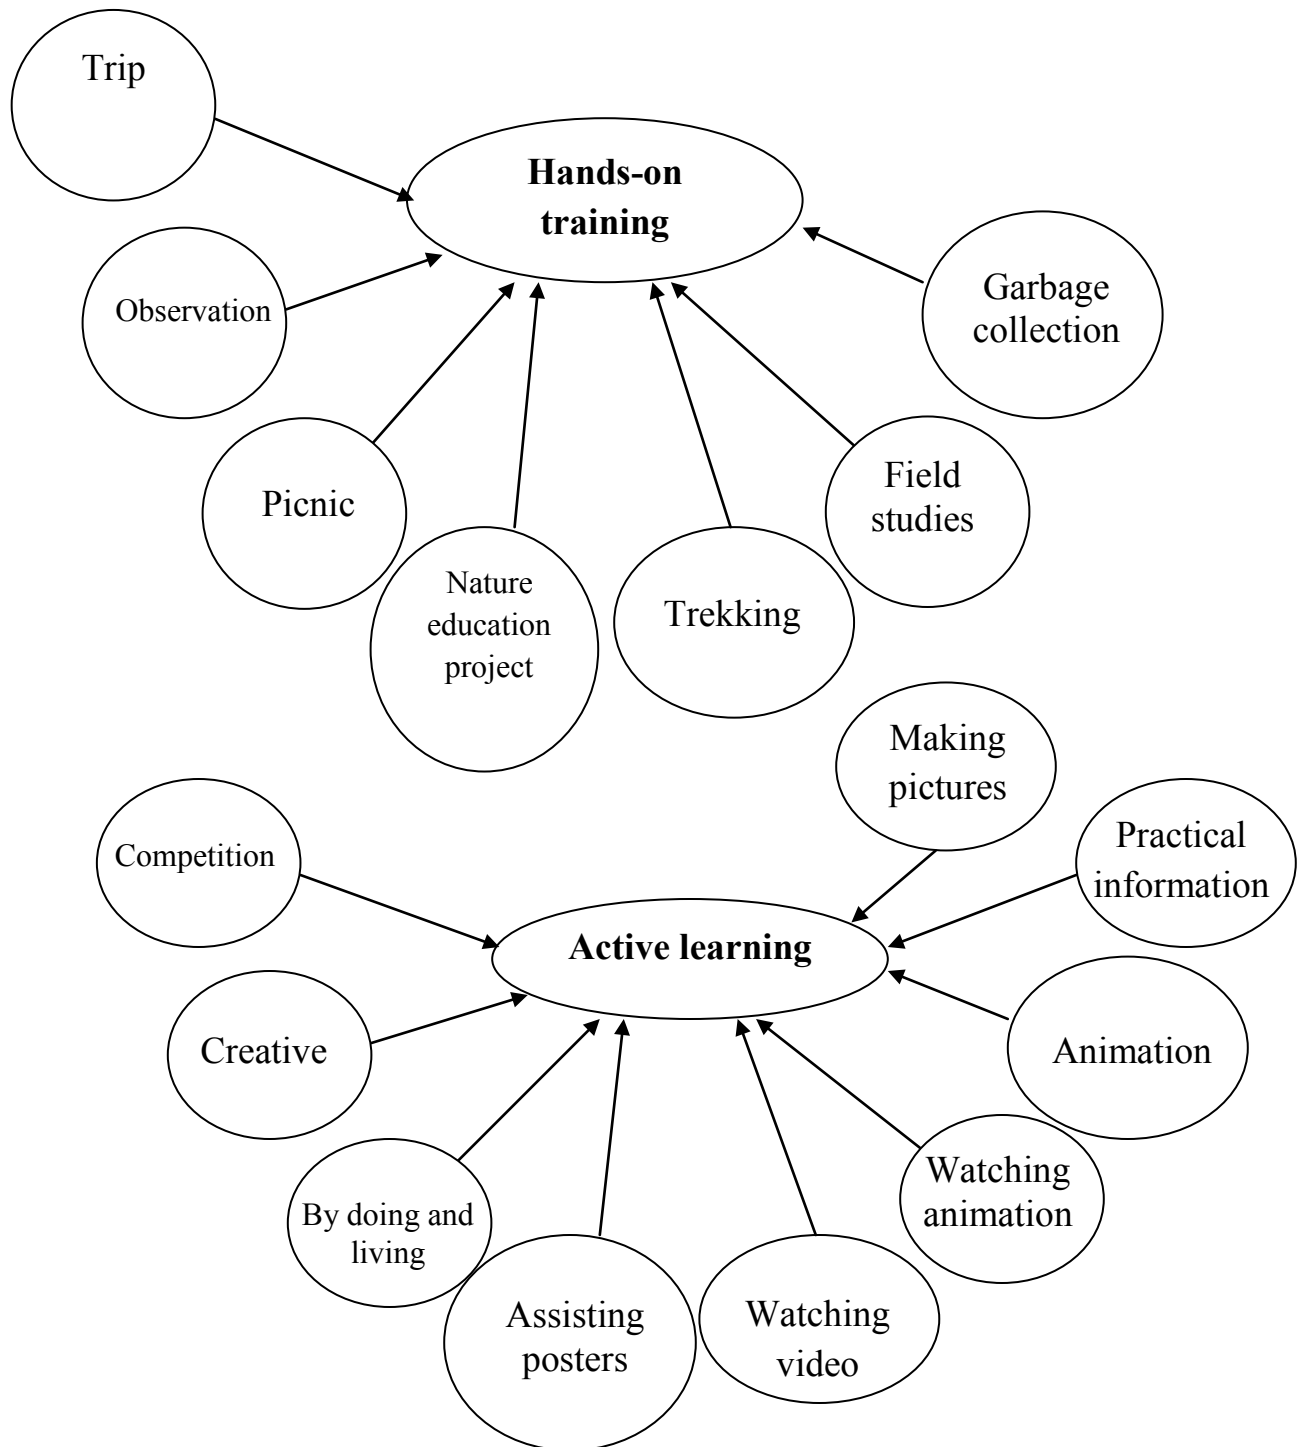 Trip
Hands-on
training
Observation
Garbage
collection
Picnic
Field
studies
Nature
education
project
Trekking
Making
pictures
Competition
Practical
information
Active learning
Creative
Animation
By doing and
living
Watching
animation
Assisting
posters
Watching
video